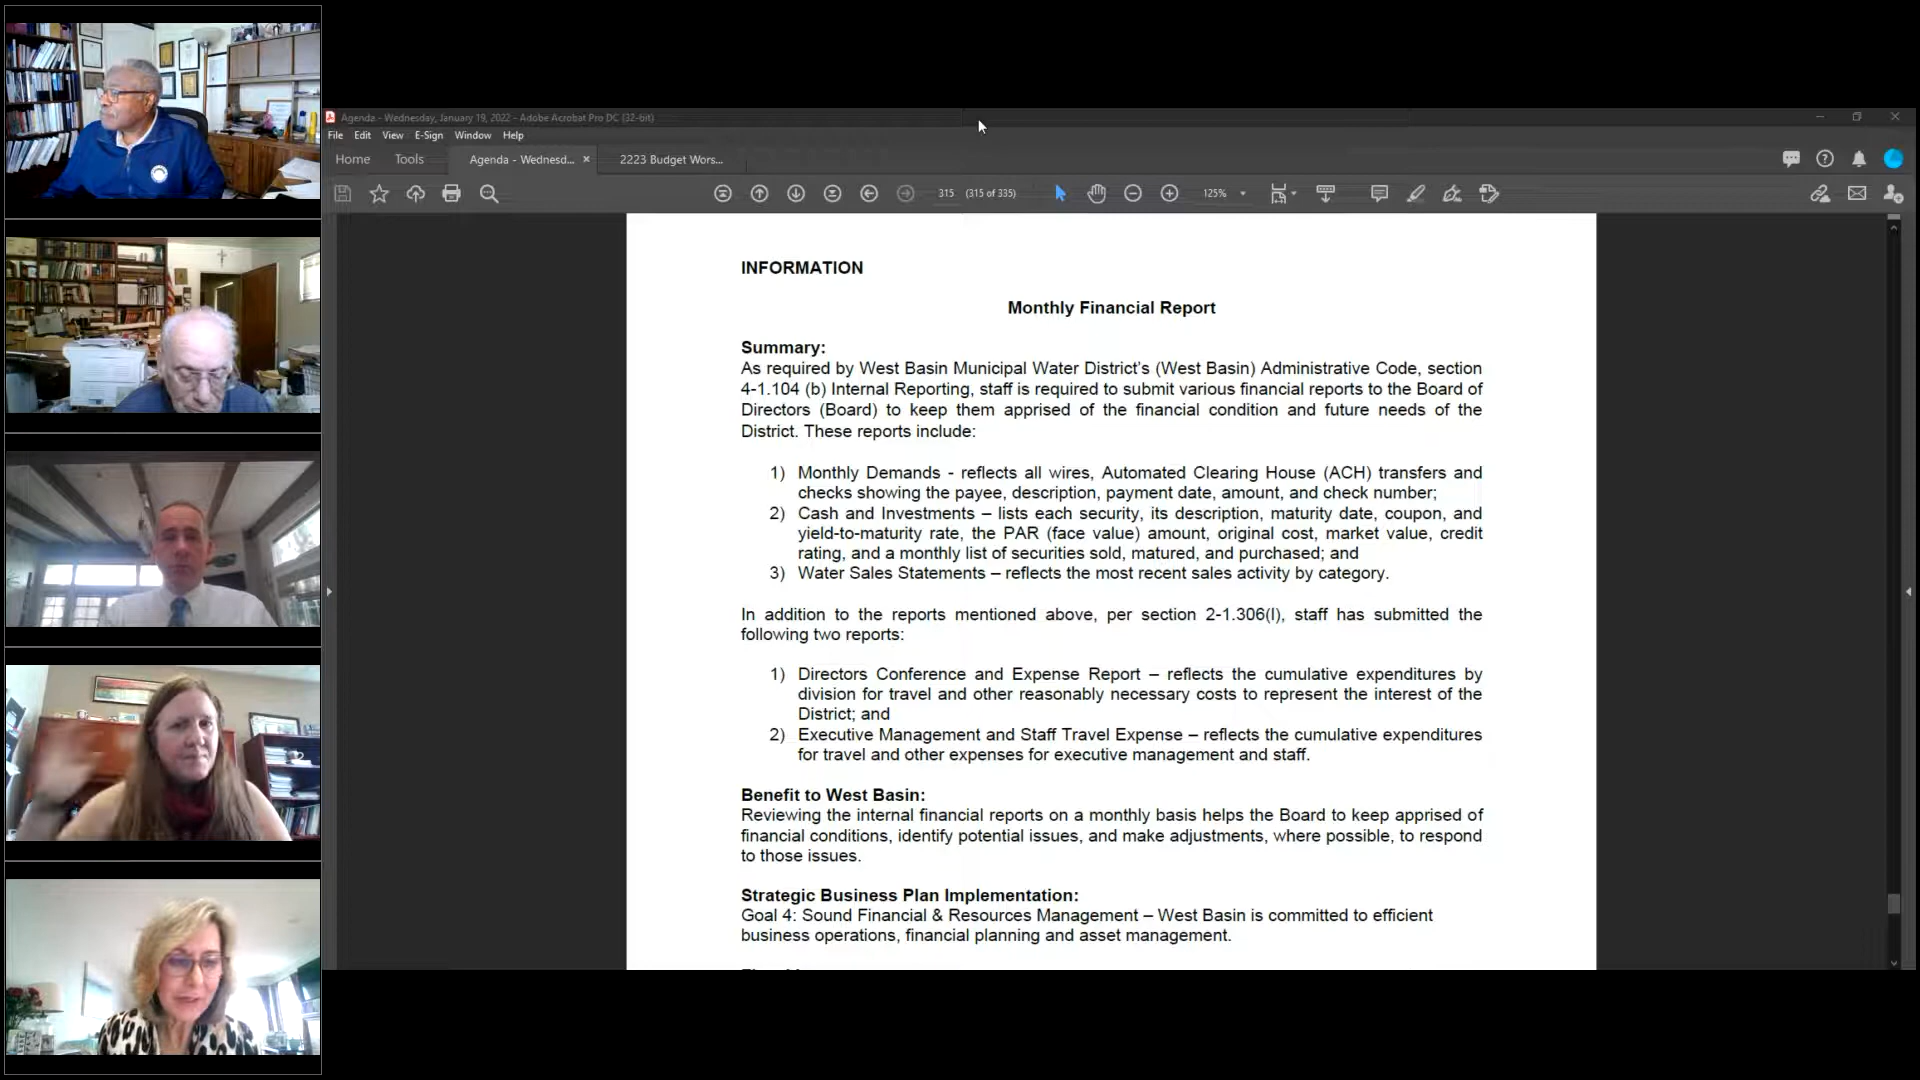 Agenda - Wednesday, January 19, 2022 - Adobe Acrobat Pro DC (32-bit)
File Edit View E-Sign Window Help
Home Tools Agenda - Wednesd... × 2223 Budget Wors...
315 (315 of 335) 125%
INFORMATION
Monthly Financial Report
Summary:
As required by West Basin Municipal Water District's (West Basin) Administrative Code, section
4-1.104 (b) Internal Reporting, staff is required to submit various financial reports to the Board of
Directors (Board) to keep them apprised of the financial condition and future needs of the
District. These reports include:
1) Monthly Demands - reflects all wires, Automated Clearing House (ACH) transfers and
checks showing the payee, description, payment date, amount, and check number;
2) Cash and Investments – lists each security, its description, maturity date, coupon, and
yield-to-maturity rate, the PAR (face value) amount, original cost, market value, credit
rating, and a monthly list of securities sold, matured, and purchased; and
3) Water Sales Statements – reflects the most recent sales activity by category.
In addition to the reports mentioned above, per section 2-1.306(I), staff has submitted the
following two reports:
1) Directors Conference and Expense Report – reflects the cumulative expenditures by
division for travel and other reasonably necessary costs to represent the interest of the
District; and
2) Executive Management and Staff Travel Expense – reflects the cumulative expenditures
for travel and other expenses for executive management and staff.
Benefit to West Basin:
Reviewing the internal financial reports on a monthly basis helps the Board to keep apprised of
financial conditions, identify potential issues, and make adjustments, where possible, to respond
to those issues.
Strategic Business Plan Implementation:
Goal 4: Sound Financial & Resources Management – West Basin is committed to efficient
business operations, financial planning and asset management.